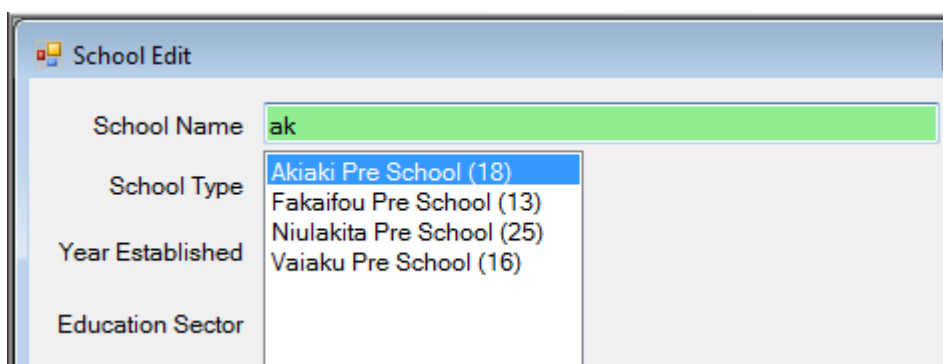 School Edit
School Name ak
School Type
Akiaki Pre School (18)
Fakaifou Pre School (13)
Niulakita Pre School (25)
Vaiaku Pre School (16)
Year Established
Education Sector